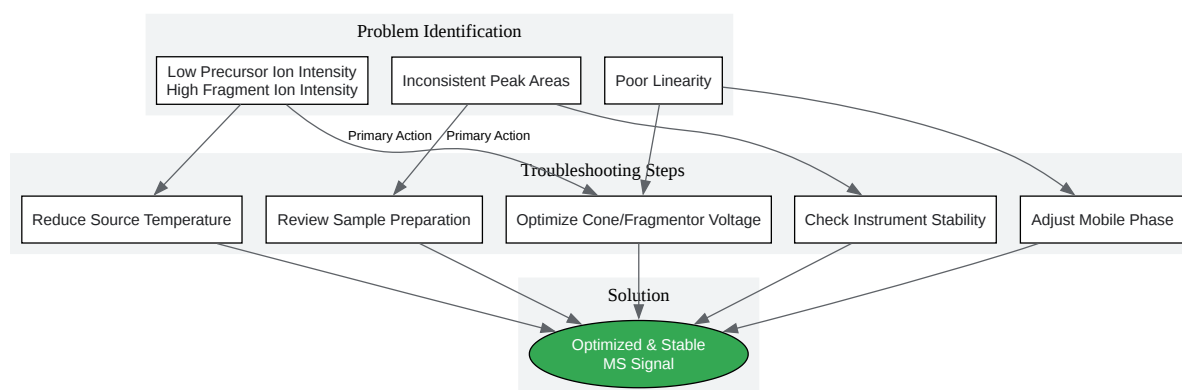 Problem Identification
Low Precursor Ion Intensity
High Fragment Ion Intensity
Inconsistent Peak Areas
Poor Linearity
Primary Action
Primary Action
Troubleshooting Steps
Reduce Source Temperature
Review Sample Preparation
Optimize Cone/Fragmentor Voltage
Check Instrument Stability
Adjust Mobile Phase
Solution
Optimized & Stable
MS Signal